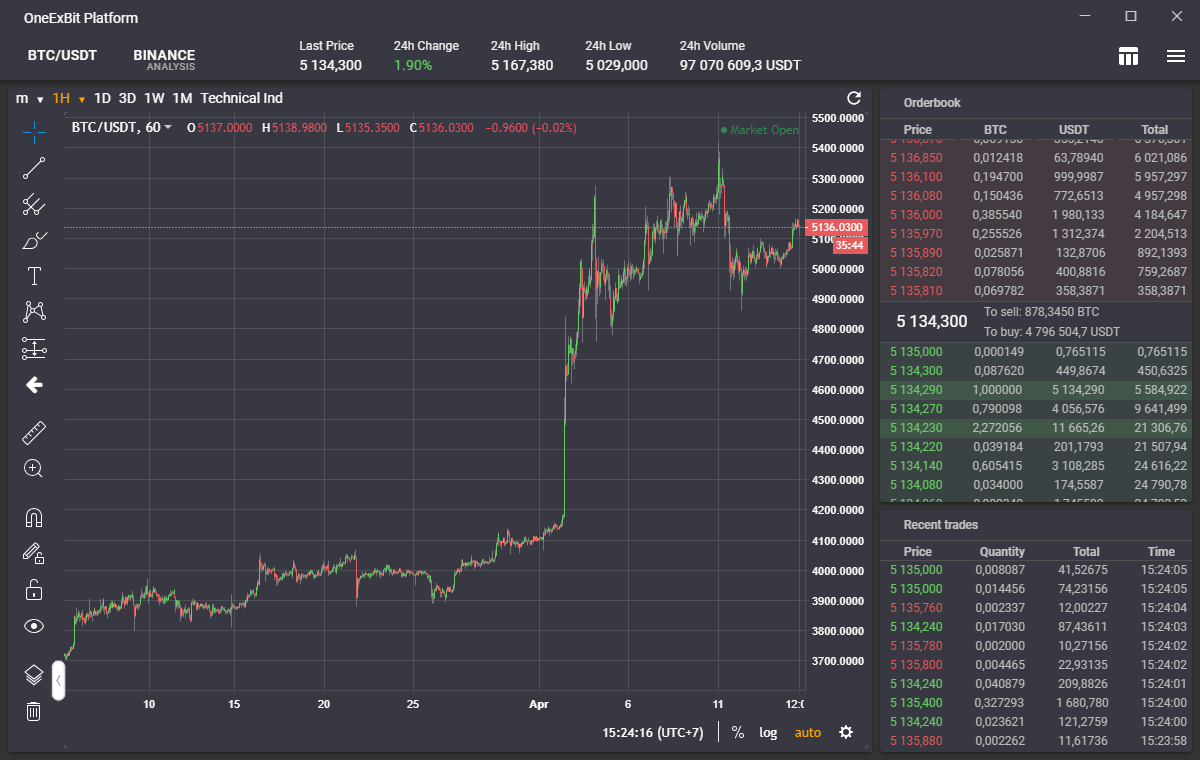 OneExBit Platform
BTC/USDT
BINANCE
ANALYSIS
Last Price
5 134,300
24h Change
1.90%
24h High
5 167,380
24h Low
5 029,000
24h Volume
97 070 609,3 USDT
m 1H 1D 3D 1W 1M Technical Ind
BTC/USDT, 60 O5137.0000 H5138.9800 L5135.3500 C5136.0300 −0.9600 (−0.02%)
Market Open
5500.0000
5400.0000
5300.0000
5200.0000
5136.0300
35:44
5000.0000
4900.0000
4800.0000
4700.0000
4600.0000
4500.0000
4400.0000
4300.0000
4200.0000
4100.0000
4000.0000
3900.0000
3800.0000
3700.0000
10 15 20 25 Apr 6 11
15:24:16 (UTC+7) % log auto
Orderbook
Price BTC USDT Total
5 136,850 0,012418 63,78940 6 021,086
5 136,100 0,194700 999,9987 5 957,297
5 136,080 0,150436 772,6513 4 957,298
5 136,000 0,385540 1 980,133 4 184,647
5 135,970 0,255526 1 312,374 2 204,513
5 135,890 0,025871 132,8706 892,1393
5 135,820 0,078056 400,8816 759,2687
5 135,810 0,069782 358,3871 358,3871
5 134,300
To sell: 878,3450 BTC
To buy: 4 796 504,7 USDT
5 135,000 0,000149 0,765115 0,765115
5 134,300 0,087620 449,8674 450,6325
5 134,290 1,000000 5 134,290 5 584,922
5 134,270 0,790098 4 056,576 9 641,499
5 134,230 2,272056 11 665,26 21 306,76
5 134,220 0,039184 201,1793 21 507,94
5 134,140 0,605415 3 108,285 24 616,22
5 134,080 0,034000 174,5587 24 790,78
Recent trades
Price Quantity Total Time
5 135,000 0,008087 41,52675 15:24:05
5 135,000 0,014456 74,23156 15:24:05
5 135,760 0,002337 12,00227 15:24:04
5 134,240 0,017030 87,43611 15:24:03
5 135,780 0,002000 10,27156 15:24:02
5 135,800 0,004465 22,93135 15:24:02
5 134,240 0,040879 209,8826 15:24:01
5 135,400 0,327293 1 680,780 15:24:00
5 134,240 0,023621 121,2759 15:24:00
5 135,880 0,002262 11,61736 15:23:58